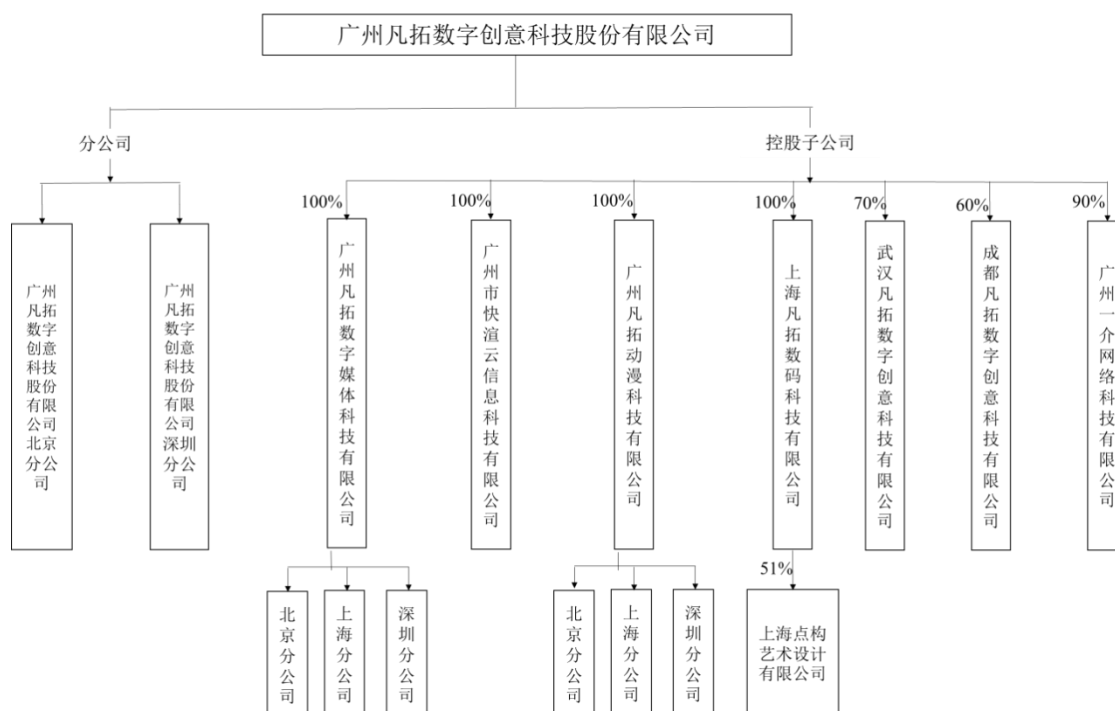 广州凡拓数字创意科技股份有限公司
分公司
控股子公司
100%
100%
100%
100%
70%
60%
90%
广州
凡拓
数字
创意
科技
股份
有限
公司
北京
分公
司
广州
凡拓
数字
创意
科技
股份
有限
公司
深圳
分公
司
广州凡拓数字媒体科技有限公司
广州市快渲云信息科技有限公司
广州凡拓动漫科技有限公司
上海凡拓数码科技有限公司
武汉凡拓数字创意科技有限公司
成都凡拓数字创意科技有限公司
广州一介网络科技有限公司
51%
北京分公司
上海分公司
深圳分公司
北京分公司
上海分公司
深圳分公司
上海点构
艺术设计
有限公司